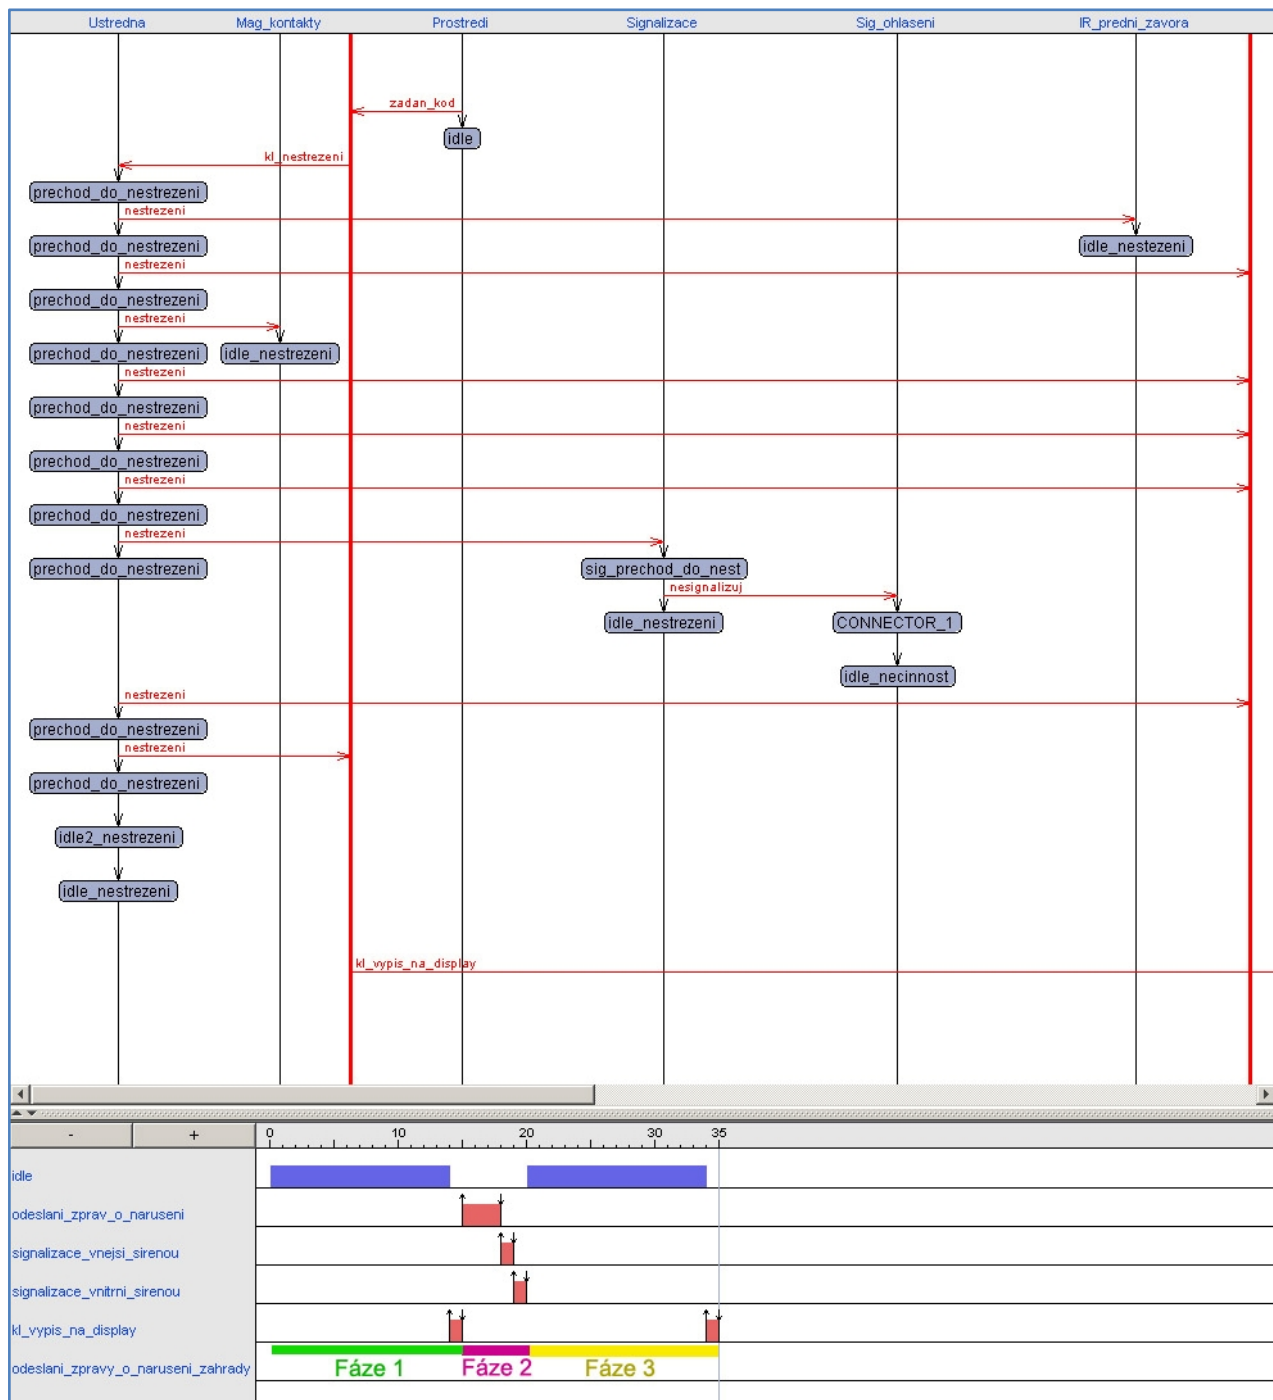 Ustredna Mag_kontakty Prostredi Signalizace Sig_ohlaseni IR_predni_zavora
zadan_kod
idle
kl_nestrezeni
prechod_do_nestrezeni
nestrezeni
prechod_do_nestrezeni idle_nestezeni
nestrezeni
prechod_do_nestrezeni
nestrezeni
prechod_do_nestrezeni idle_nestrezeni
nestrezeni
prechod_do_nestrezeni
nestrezeni
prechod_do_nestrezeni
nestrezeni
prechod_do_nestrezeni
nestrezeni
prechod_do_nestrezeni sig_prechod_do_nest
nesignalizuj
idle_nestrezeni CONNECTOR_1
idle_necinnost
nestrezeni
prechod_do_nestrezeni
nestrezeni
prechod_do_nestrezeni
idle2_nestrezeni
idle_nestrezeni
kl_vypis_na_display
- + 0 10 20 30 35
idle
odeslani_zprav_o_naruseni
signalizace_vnejsi_sirenou
signalizace_vnitrni_sirenou
kl_vypis_na_display
odeslani_zpravy_o_naruseni_zahrady Fáze 1 Fáze 2 Fáze 3